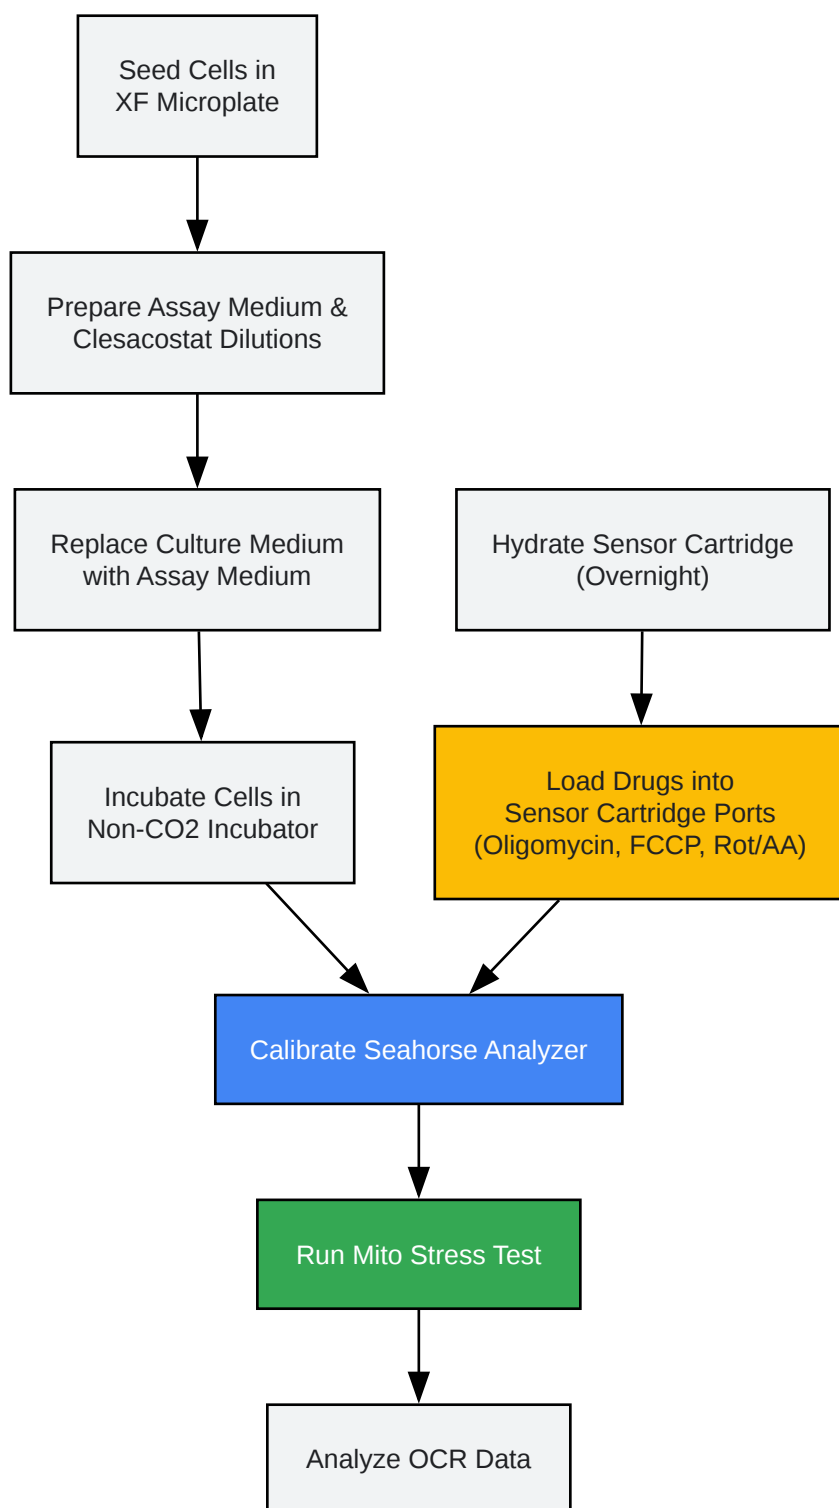 Seed Cells in
XF Microplate
Prepare Assay Medium &
Clesacostat Dilutions
Replace Culture Medium
with Assay Medium
Hydrate Sensor Cartridge
(Overnight)
Incubate Cells in
Non-CO2 Incubator
Load Drugs into
Sensor Cartridge Ports
(Oligomycin, FCCP, Rot/AA)
Calibrate Seahorse Analyzer
Run Mito Stress Test
Analyze OCR Data